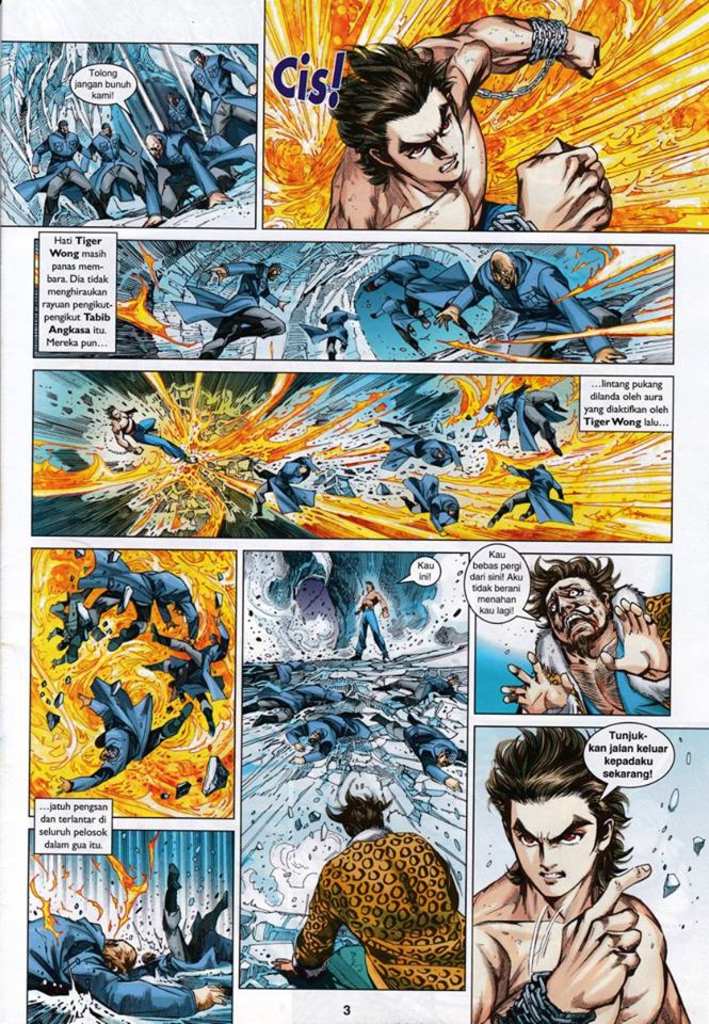 Tolong
jangan bunuh
kami!
Cis!
Hati Tiger
Wong masih
panas mem-
bara. Dia tidak
menghiraukan
rayuan pengikut-
pengikut Tabib
Angkasa itu.
Mereka pun...
...lintang pukang
dilanda oleh aura
yang diaktifkan oleh
Tiger Wong lalu...
...jatuh pengsan
dan terlantar di
seluruh pelosok
dalam gua itu.
Kau
ini!
Kau
bebas pergi
dari sini! Aku
tidak berani
menahan
kau lagi!
Tunjuk-
kan jalan keluar
kepadaku
sekarang!
3